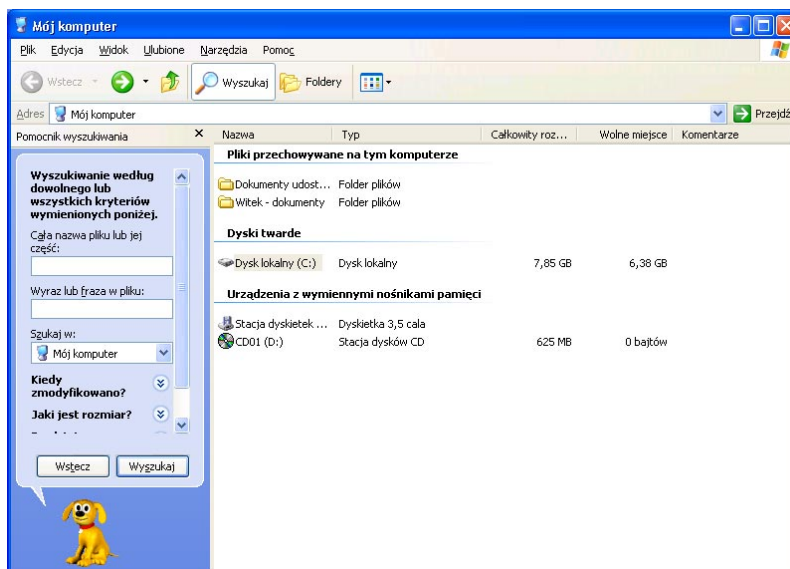 Mój komputer
Plik Edycja Widok Ulubione Narzędzia Pomoc
Wstecz Wyszukaj Foldery
Adres Mój komputer Przejdź
Pomocnik wyszukiwania
Wyszukiwanie według
dowolnego lub
wszystkich kryteriów
wymienionych poniżej.
Cała nazwa pliku lub jej
część:
Wyraz lub fraza w pliku:
Szukaj w:
Mój komputer
Kiedy
zmodyfikowano?
Jaki jest rozmiar?
Wstecz Wyszukaj
Nazwa Typ Całkowity roz... Wolne miejsce Komentarze
Pliki przechowywane na tym komputerze
Dokumenty udost... Folder plików
Witek - dokumenty Folder plików
Dyski twarde
Dysk lokalny (C:) Dysk lokalny 7,85 GB 6,38 GB
Urządzenia z wymiennymi nośnikami pamięci
Stacja dyskietek ... Dyskietka 3,5 cala
CD01 (D:) Stacja dysków CD 625 MB 0 bajtów